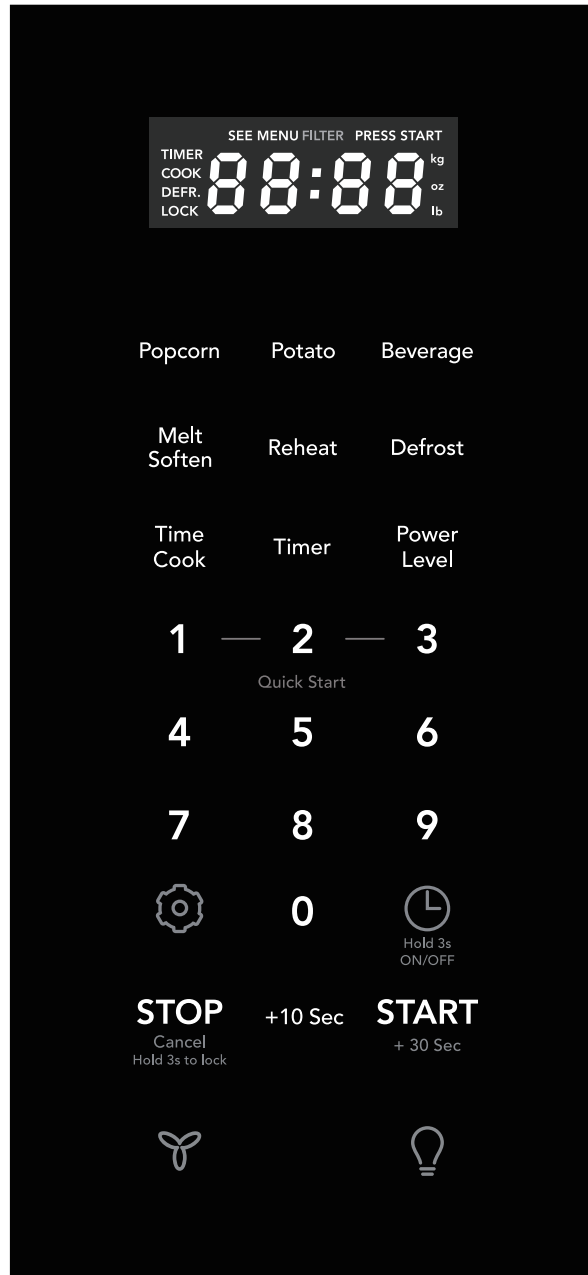 SEE MENU FILTER PRESS START
TIMER
COOK
DEFR.
LOCK
88:88
kg
oz
lb
Popcorn Potato Beverage
Melt
Soften
Reheat
Defrost
Time
Cook
Timer
Power
Level
1 — 2 — 3
Quick Start
4 5 6
7 8 9
0
Hold 3s
ON/OFF
STOP
Cancel
Hold 3s to lock
+10 Sec
START
+ 30 Sec